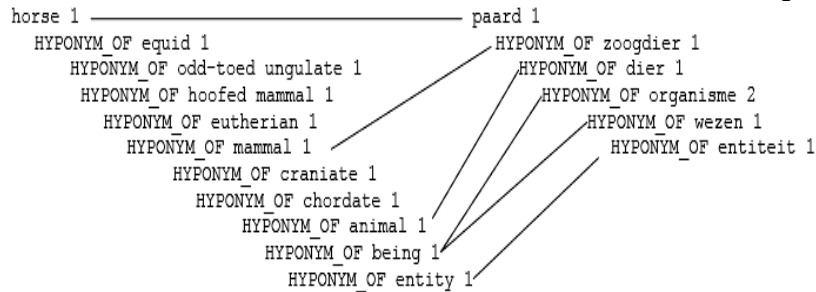 horse 1 paard 1
HYPONYM_OF equid 1 HYPONYM_OF zoogdier 1
HYPONYM_OF odd-toed ungulate 1 HYPONYM_OF dier 1
HYPONYM_OF hoofed mammal 1 HYPONYM_OF organisme 2
HYPONYM_OF eutherian 1 HYPONYM_OF wezen 1
HYPONYM_OF mammal 1 HYPONYM_OF entiteit 1
HYPONYM_OF craniate 1
HYPONYM_OF chordate 1
HYPONYM_OF animal 1
HYPONYM_OF being 1
HYPONYM_OF entity 1